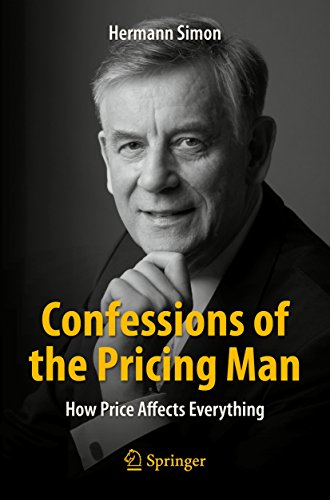 Hermann Simon
Confessions of
the Pricing Man
How Price Affects Everything
Springer